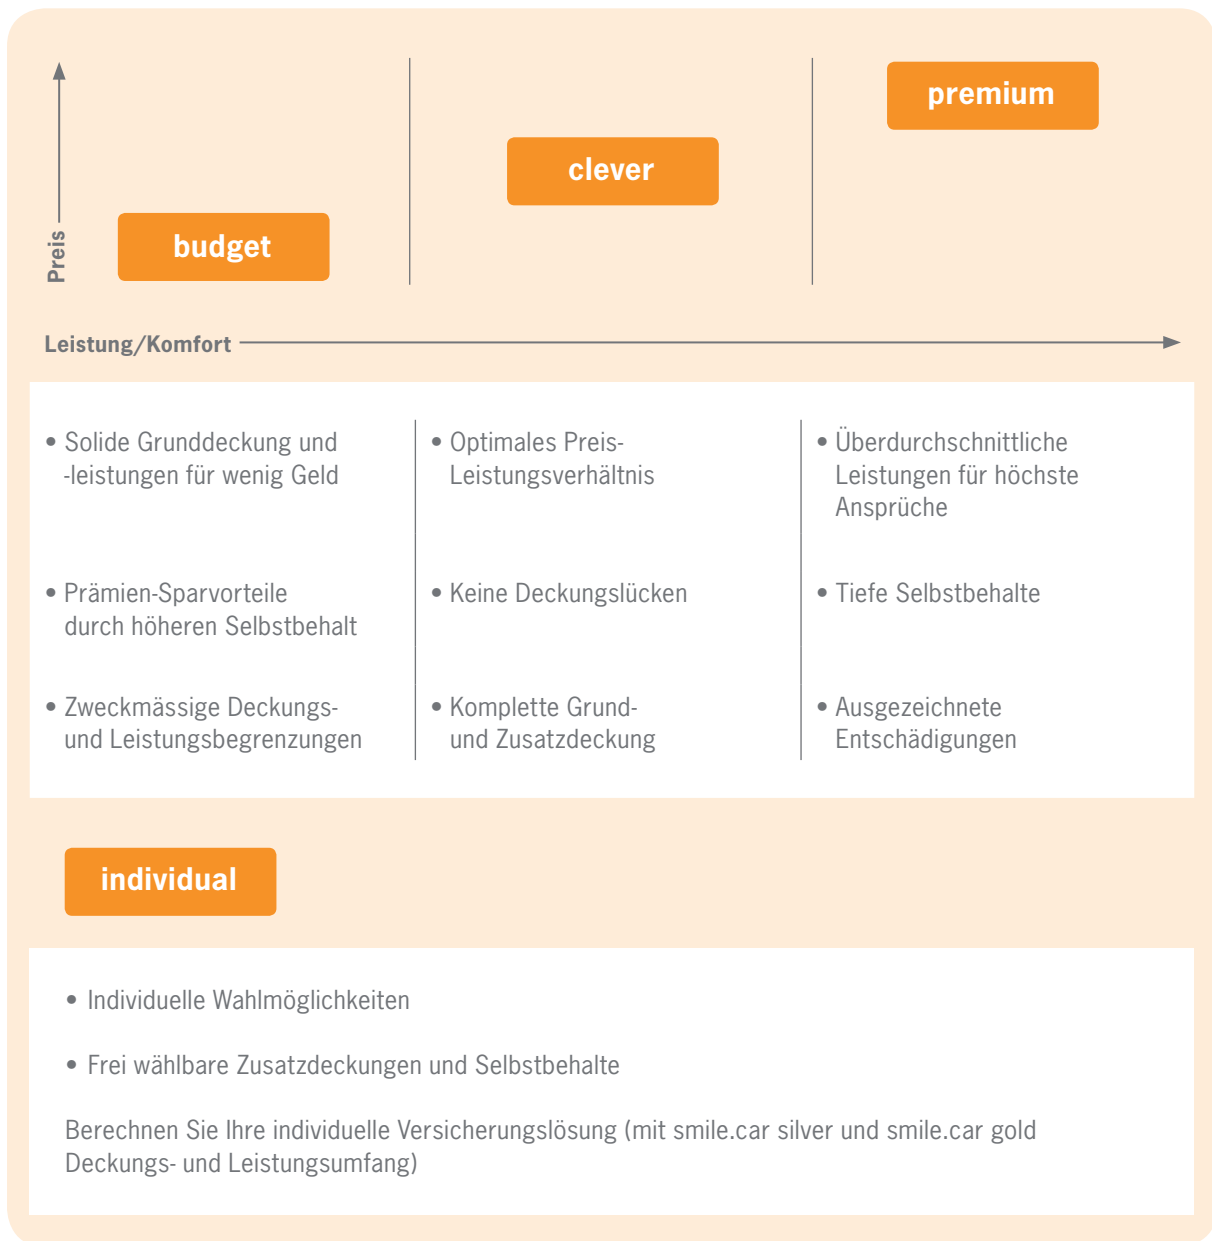 premium
clever
budget
Preis
Leistung/Komfort
• Solide Grunddeckung und
-leistungen für wenig Geld
• Optimales Preis-
Leistungsverhältnis
• Überdurchschnittliche
Leistungen für höchste
Ansprüche
• Prämien-Sparvorteile
durch höheren Selbstbehalt
• Keine Deckungslücken
• Tiefe Selbstbehalte
• Zweckmässige Deckungs-
und Leistungsbegrenzungen
• Komplette Grund-
und Zusatzdeckung
• Ausgezeichnete
Entschädigungen
individual
• Individuelle Wahlmöglichkeiten
• Frei wählbare Zusatzdeckungen und Selbstbehalte
Berechnen Sie Ihre individuelle Versicherungslösung (mit smile.car silver und smile.car gold
Deckungs- und Leistungsumfang)